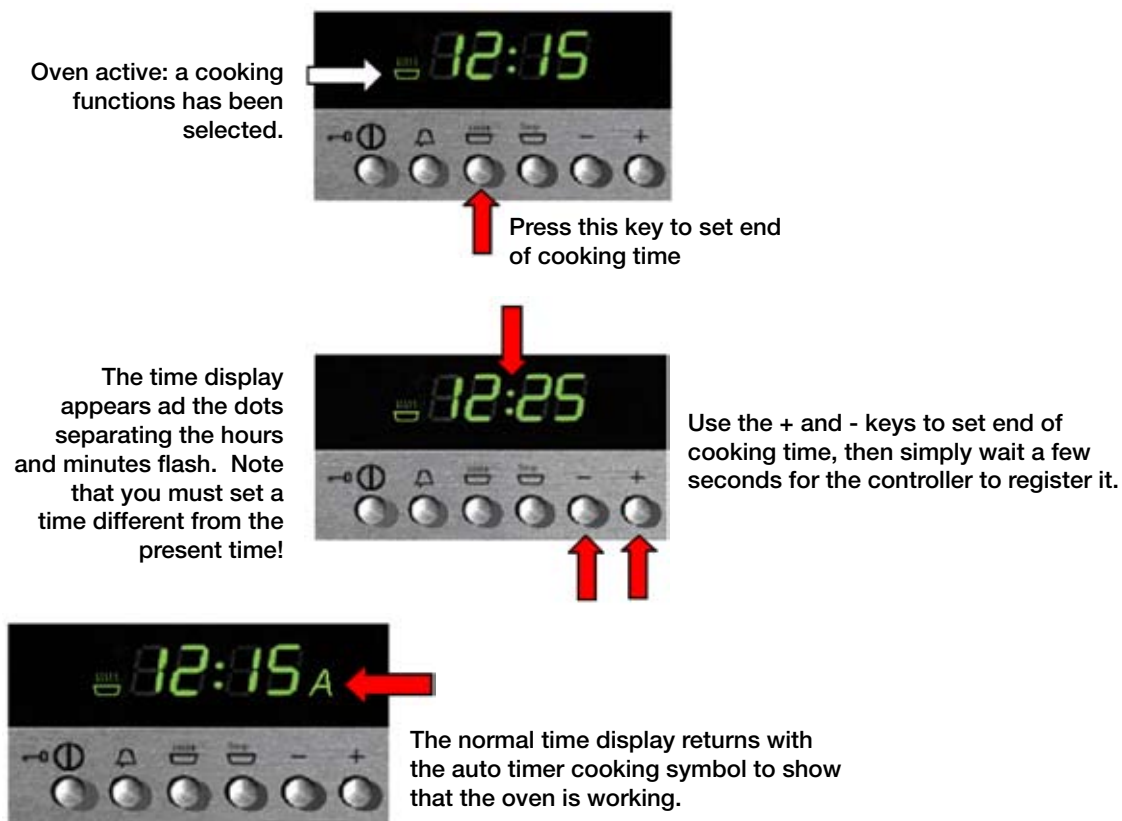 12:15
Oven active: a cooking
functions has been
selected.
- +
Press this key to set end
of cooking time
12:25
The time display
appears ad the dots
separating the hours
and minutes flash. Note
that you must set a
time different from the
present time!
- +
Use the + and - keys to set end of
cooking time, then simply wait a few
seconds for the controller to register it.
12:15 A
- +
The normal time display returns with
the auto timer cooking symbol to show
that the oven is working.